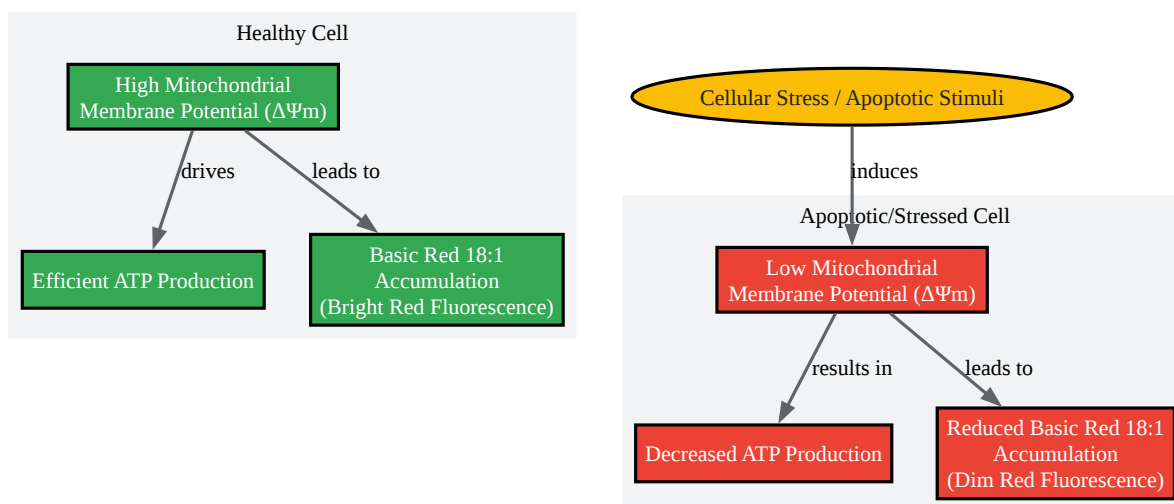 Healthy Cell
High Mitochondrial
Membrane Potential (ΔΨm)
drives
leads to
Efficient ATP Production
Basic Red 18:1
Accumulation
(Bright Red Fluorescence)
Cellular Stress / Apoptotic Stimuli
induces
Apoptotic/Stressed Cell
Low Mitochondrial
Membrane Potential (ΔΨm)
results in
leads to
Decreased ATP Production
Reduced Basic Red 18:1
Accumulation
(Dim Red Fluorescence)